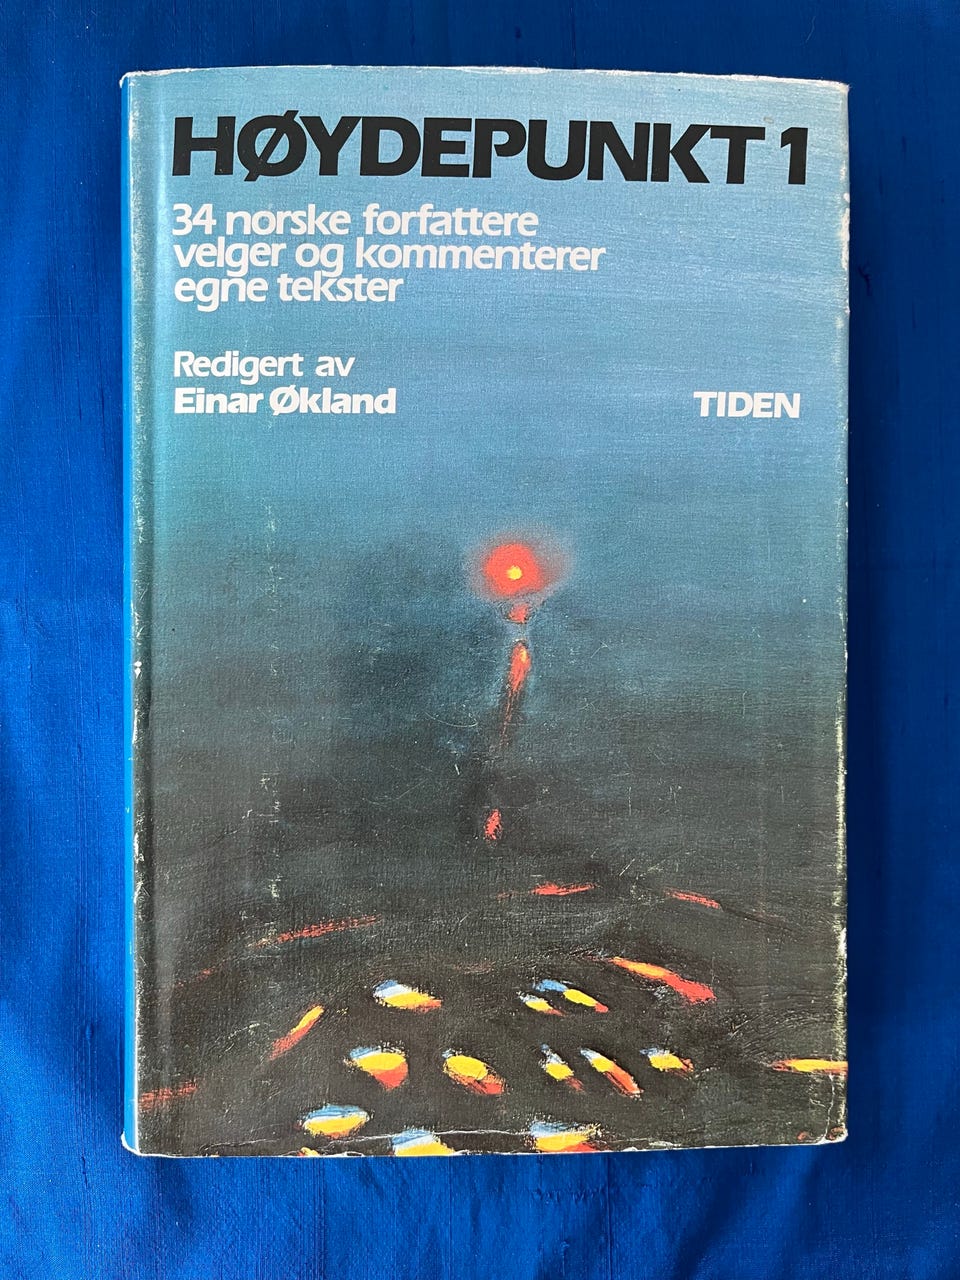 HØYDEPUNKT 1
34 norske forfattere
velger og kommenterer
egne tekster
Redigert av
Einar Økland
TIDEN